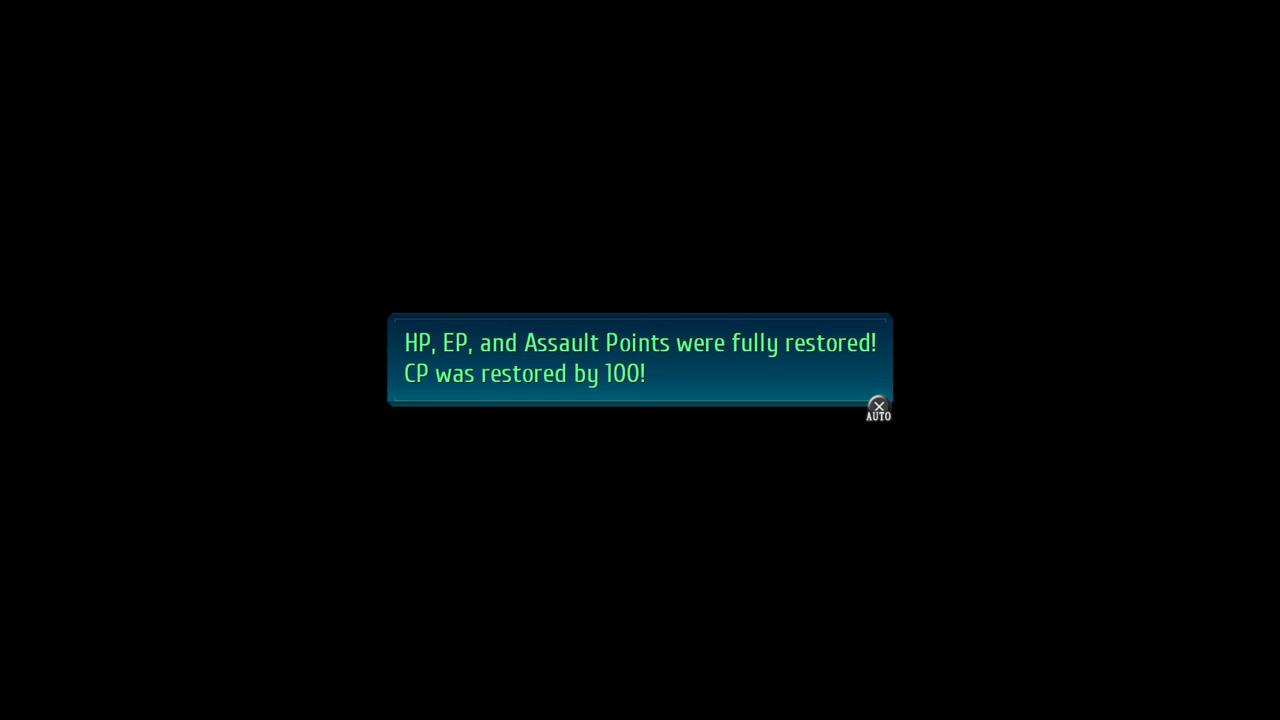 HP, EP, and Assault Points were fully restored!
CP was restored by 100!
AUTO